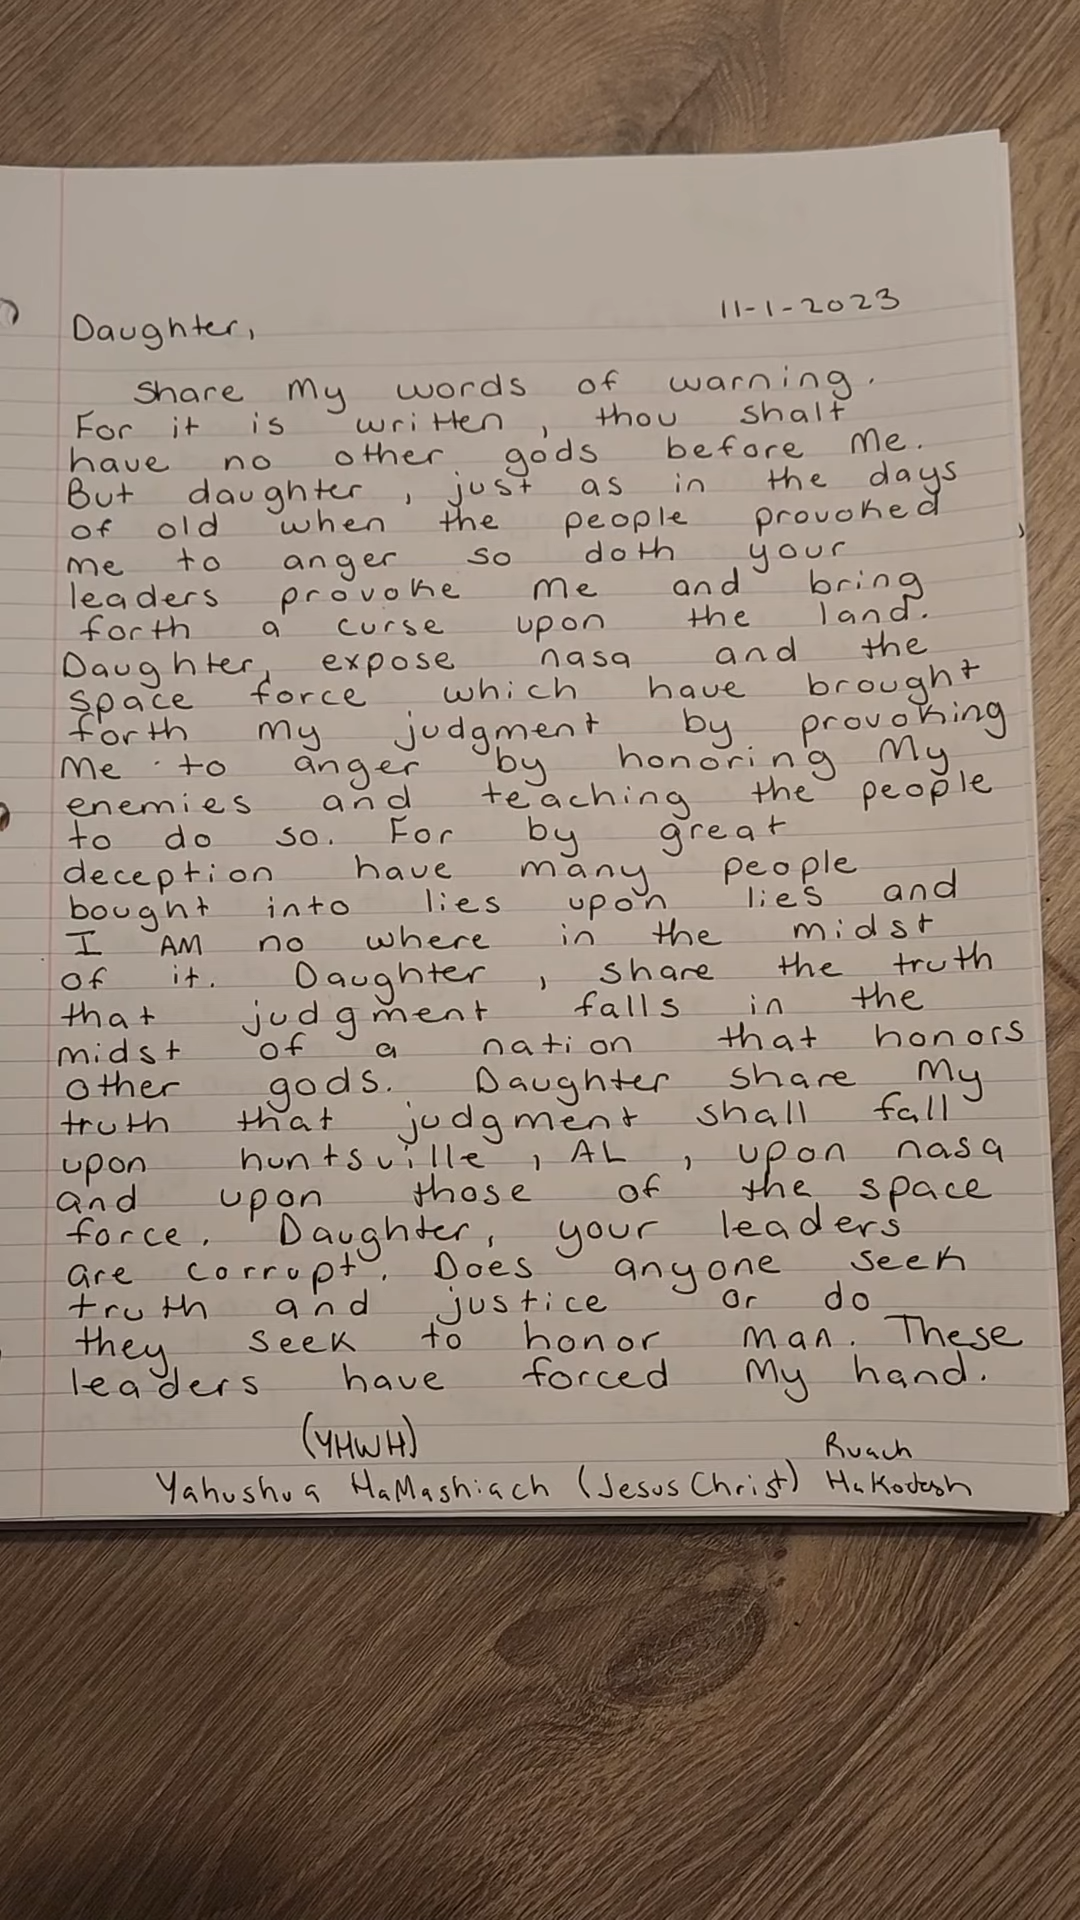 11-1-2023
Daughter,
Share My words of warning.
For it is written, thou shalt
have no other gods before Me.
But daughter, just as in the days
of old when the people provoked
me to anger so doth your
leaders provoke Me and bring
forth a curse upon the land.
Daughter, expose nasa and the
space force which have brought
forth My judgment by provoking
Me to anger by honoring My
enemies and teaching the people
to do so. For by great
deception have many people
bought into lies upon lies and
I AM no where in the midst
of it. Daughter, share the truth
that judgment falls in the
midst of a nation that honors
other gods. Daughter share My
truth that judgment shall fall
upon huntsville, AL, upon nasa
and upon those of the space
force. Daughter, your leaders
are corrupt. Does anyone seek
truth and justice or do
they seek to honor man. These
leaders have forced My hand.
(YHWH) Ruach
Yahushua HaMashiach (Jesus Christ) HaKodesh